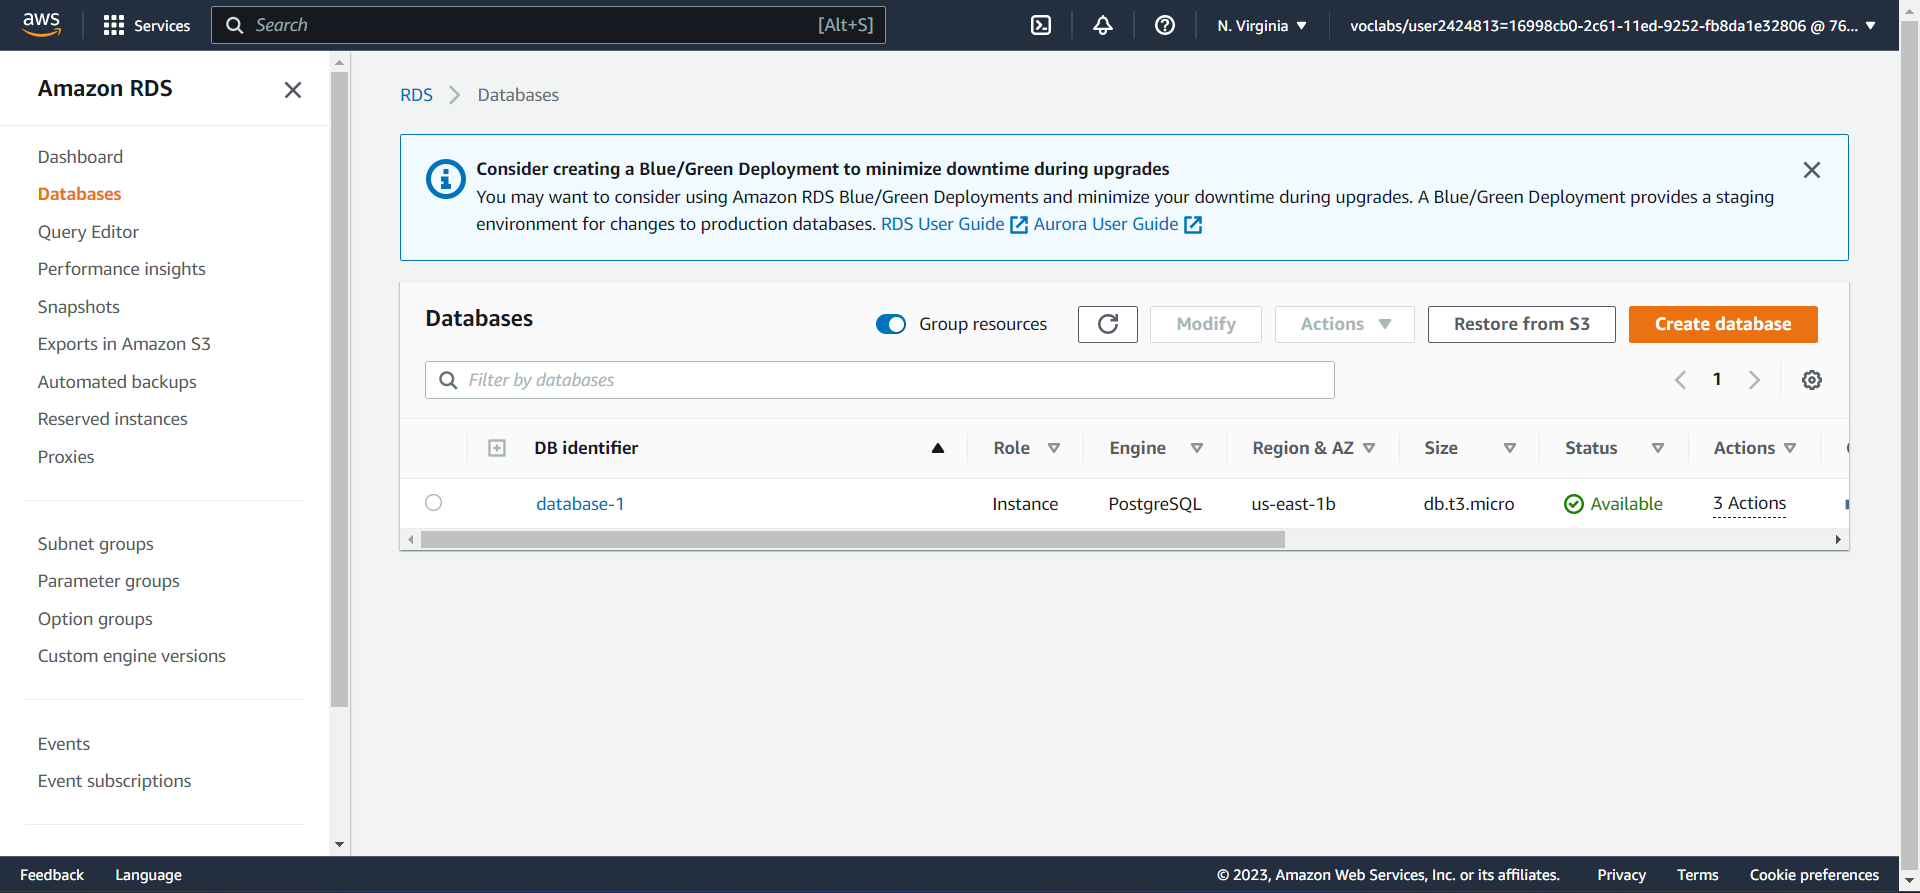 aws
Services
Search
[Alt+S]
N. Virginia
voclabs/user2424813=16998cb0-2c61-11ed-9252-fb8da1e32806 @ 76...
Amazon RDS
Dashboard
Databases
Query Editor
Performance insights
Snapshots
Exports in Amazon S3
Automated backups
Reserved instances
Proxies
Subnet groups
Parameter groups
Option groups
Custom engine versions
Events
Event subscriptions
RDS
Databases
Consider creating a Blue/Green Deployment to minimize downtime during upgrades
You may want to consider using Amazon RDS Blue/Green Deployments and minimize your downtime during upgrades. A Blue/Green Deployment provides a staging
environment for changes to production databases. RDS User Guide Aurora User Guide
Databases
Group resources
Modify
Actions
Restore from S3
Create database
Filter by databases
1
DB identifier Role Engine Region & AZ Size Status Actions
database-1 Instance PostgreSQL us-east-1b db.t3.micro Available 3 Actions
Feedback Language © 2023, Amazon Web Services, Inc. or its affiliates. Privacy Terms Cookie preferences